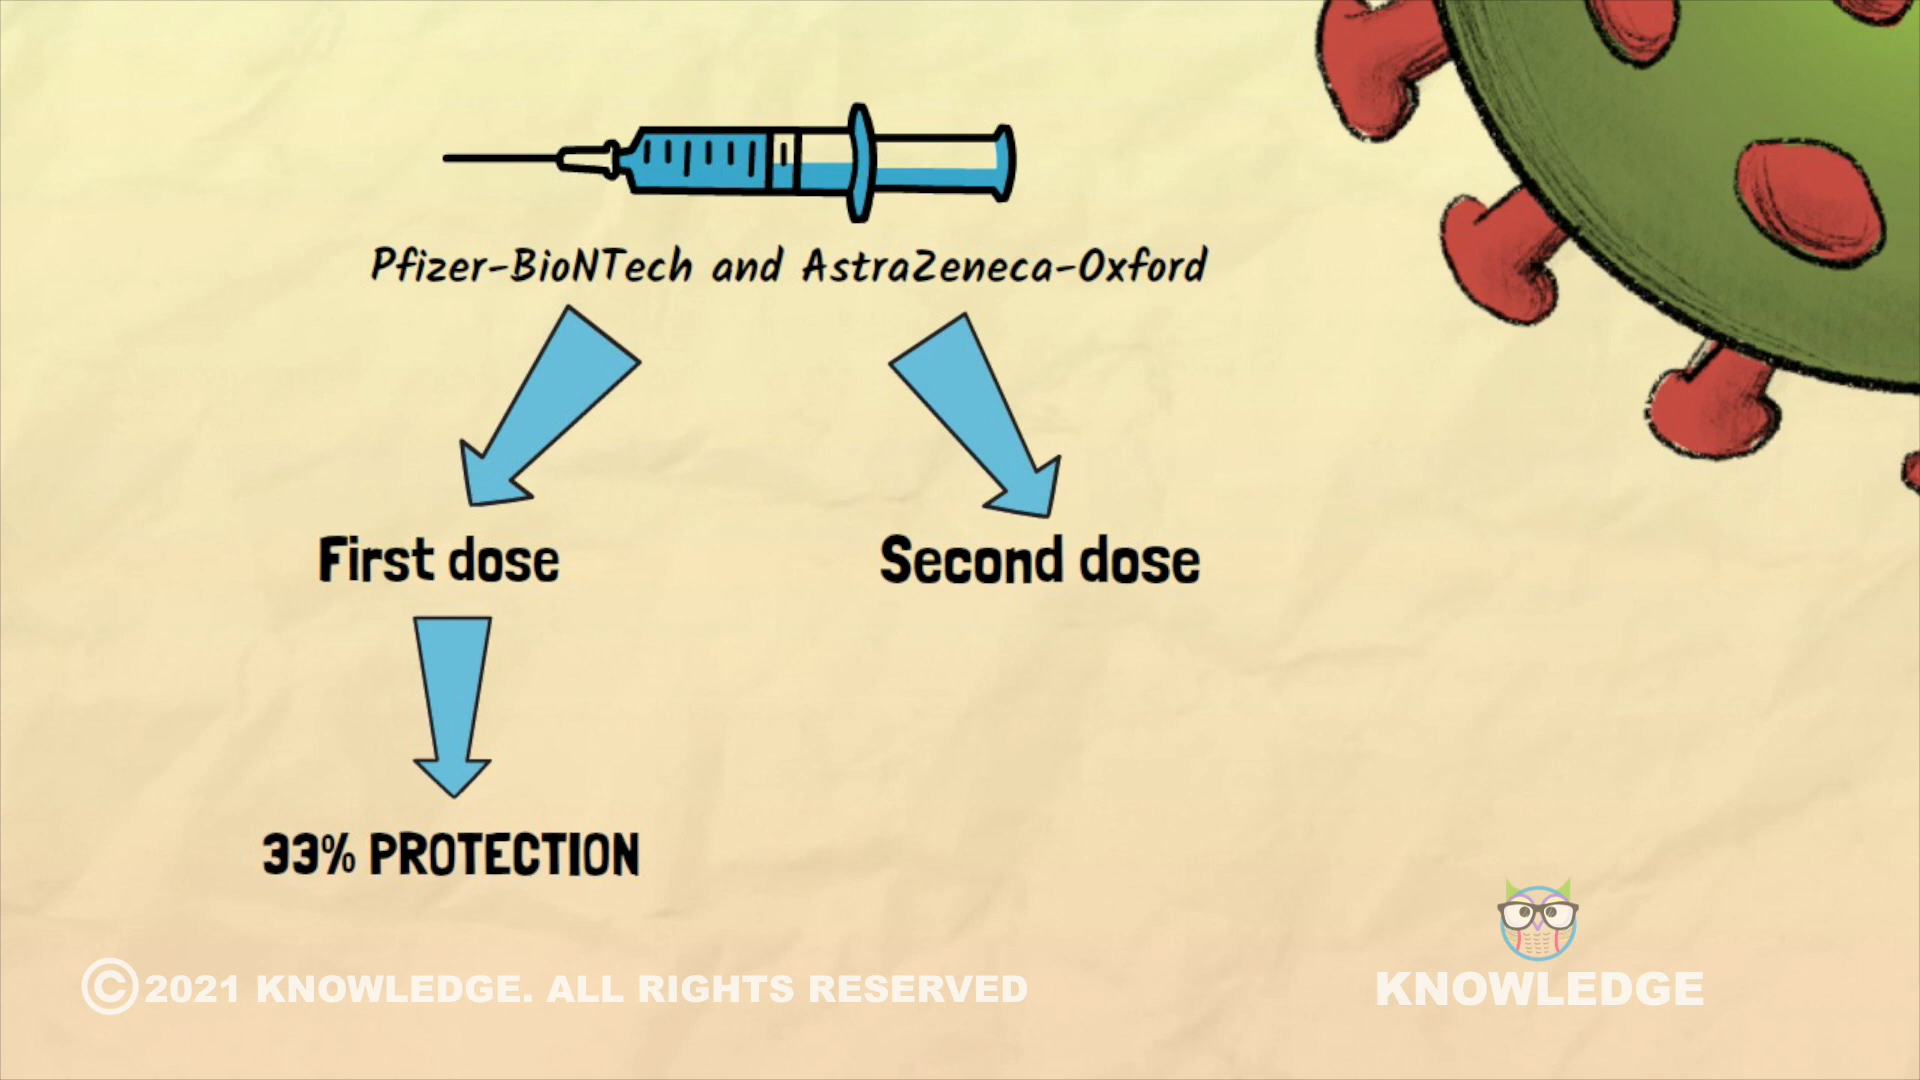 Pfizer-BioNTech and AstraZeneca-Oxford
First dose
Second dose
33% PROTECTION
©2021 KNOWLEDGE. ALL RIGHTS RESERVED
KNOWLEDGE